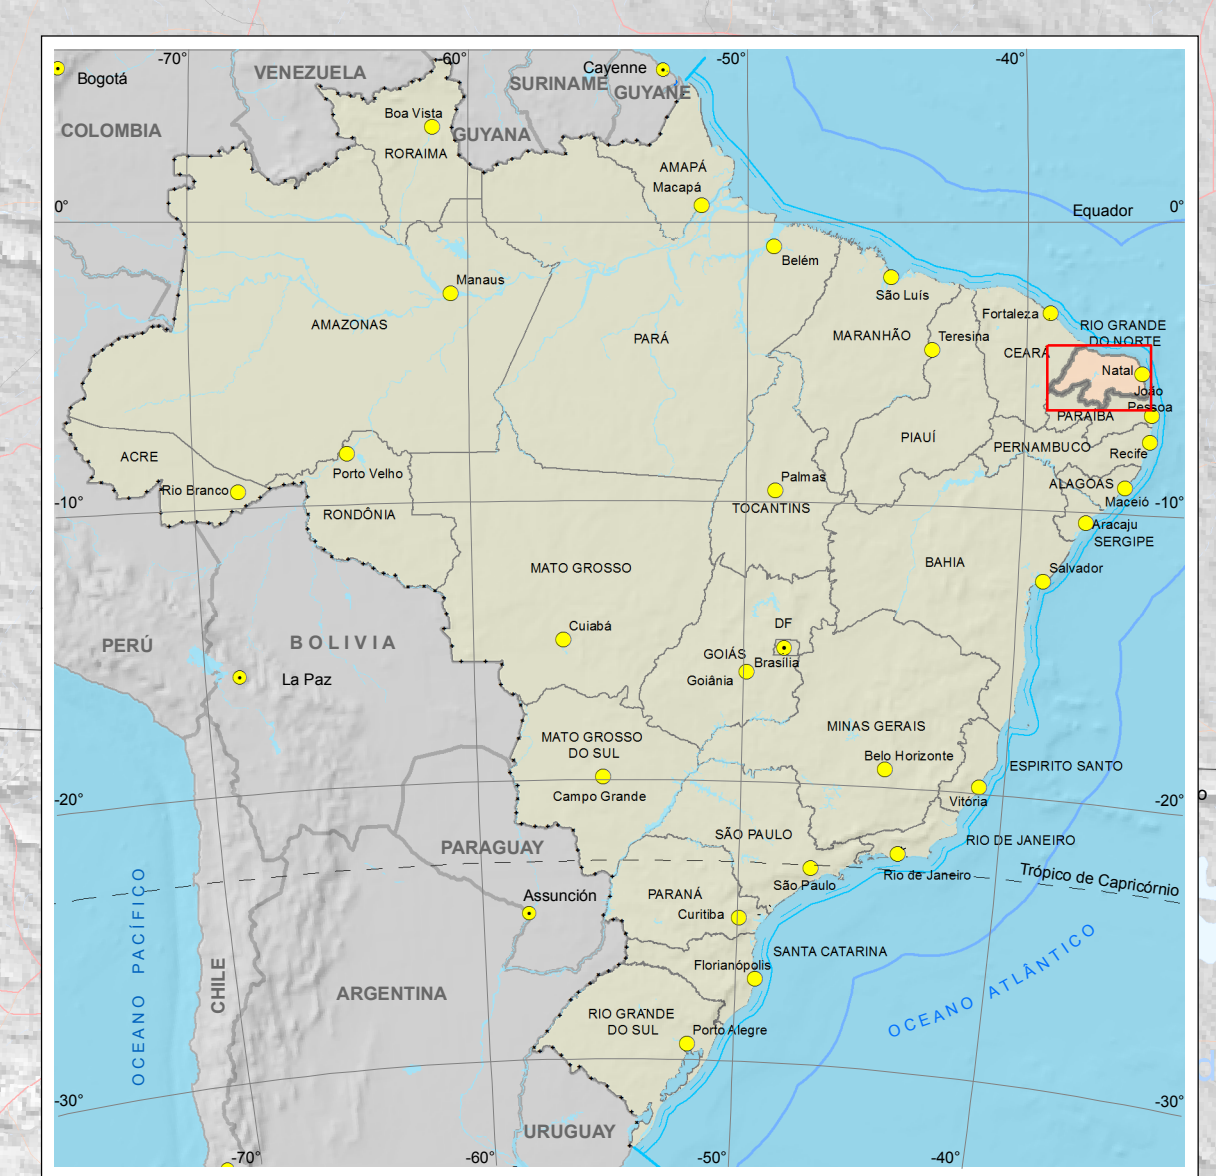 -70°
-60°
-50°
-40°
Bogotá
VENEZUELA
Cayenne
SURINAME
GUYANE
COLOMBIA
Boa Vista
GUYANA
RORAIMA
AMAPÁ
Macapá
0°
Equador
0°
Belém
Manaus
São Luís
AMAZONAS
PARÁ
MARANHÃO
Teresina
Fortaleza
RIO GRANDE
DO NORTE
CEARÁ
Natal
João
Pessoa
PARAÍBA
PIAUÍ
PERNAMBUCO
Recife
ACRE
Porto Velho
Rio Branco
Palmas
ALAGOAS
Maceió
-10°
-10°
RONDÔNIA
TOCANTINS
Aracaju
SERGIPE
MATO GROSSO
BAHIA
Salvador
Cuiabá
DF
PERÚ
BOLIVIA
GOIÁS
Brasília
La Paz
Goiânia
MATO GROSSO
DO SUL
MINAS GERAIS
Belo Horizonte
ESPIRITO SANTO
Campo Grande
Vitória
-20°
-20°
o
SÃO PAULO
RIO DE JANEIRO
PARAGUAY
São Paulo
Rio de Janeiro
Trópico de Capricórnio
Assunción
PARANÁ
Curitiba
OCEANO PACÍFICO
SANTA CATARINA
Florianópolis
OCEANO ATLÂNTICO
CHILE
ARGENTINA
RIO GRANDE
DO SUL
Porto Alegre
-30°
-30°
URUGUAY
-70°
-60°
-50°
-40°